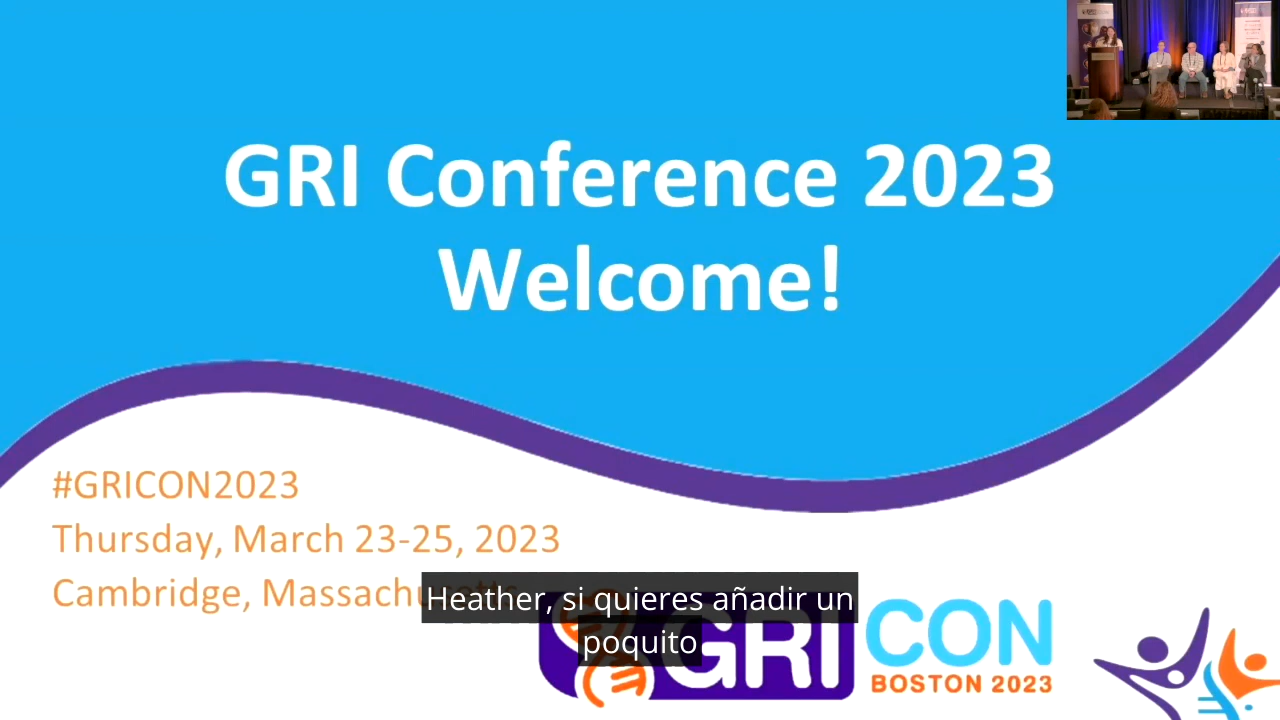 GRI Conference 2023
Welcome!
#GRICON2023
Thursday, March 23-25, 2023
Cambridge,
Heather, si quieres añadir un
poquito
GRI CON
BOSTON 2023